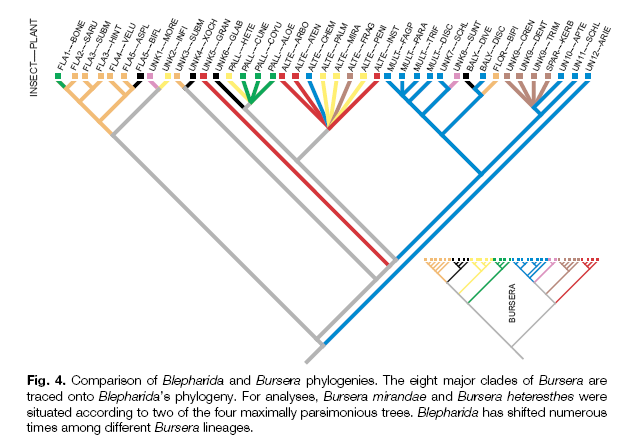 INSECT—PLANT
FLA1---BONE
FLA2---SARU
FLA3---SUBM
FLA3---HINT
FLA4---VELU
FLA5---ASPL
FLA5---BIPL
UNK1---MORE
UNK2---INFI
UNK3---SUBM
UNK4---XOCH
UNK5---GRAN
UNK6---GLAB
PALL---HETE
PALL---CUNE
PALL---COYU
PALL---ALOE
ALTE---ARBO
ALTE---ATEN
ALTE---CHEM
ALTE---PALM
ALTE---MIRA
ALTE---FRAG
ALTE---PENI
ALTE---INST
MULT---FAGP
MULT---PARA
MULT---TRIF
MULT---DISC
UNK7---SCHL
UNK8---SUNT
BALY---DIVE
BALY---DISC
FLOR---BIPI
UNK9---LOREN
UNK9---DENT
UNK9---TRIM
SPAR---KERB
UN10---APTE
UN11---SCHL
UN12---ARIE
BURSERA
Fig. 4. Comparison of Blepharida and Bursera phylogenies. The eight major clades of Bursera are
traced onto Blepharida's phylogeny. For analyses, Bursera mirandae and Bursera heteresthes were
situated according to two of the four maximally parsimonious trees. Blepharida has shifted numerous
times among different Bursera lineages.